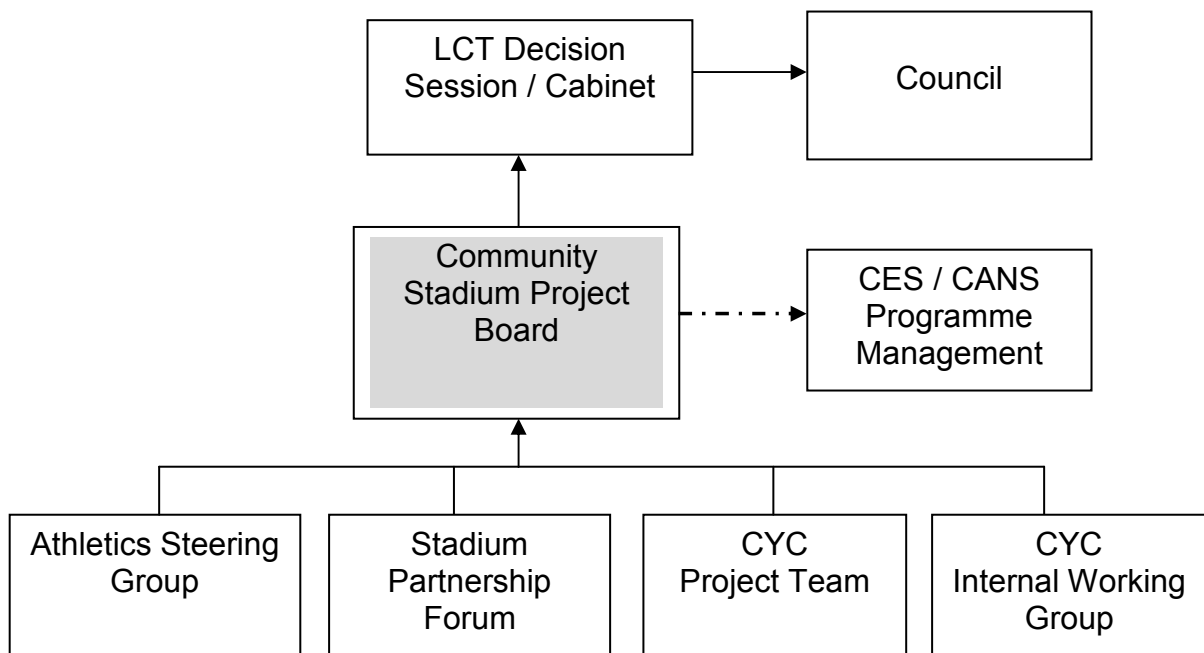 LCT Decision
Session / Cabinet
Council
Community
Stadium Project
Board
CES / CANS
Programme
Management
Athletics Steering
Group
Stadium
Partnership
Forum
CYC
Project Team
CYC
Internal Working
Group